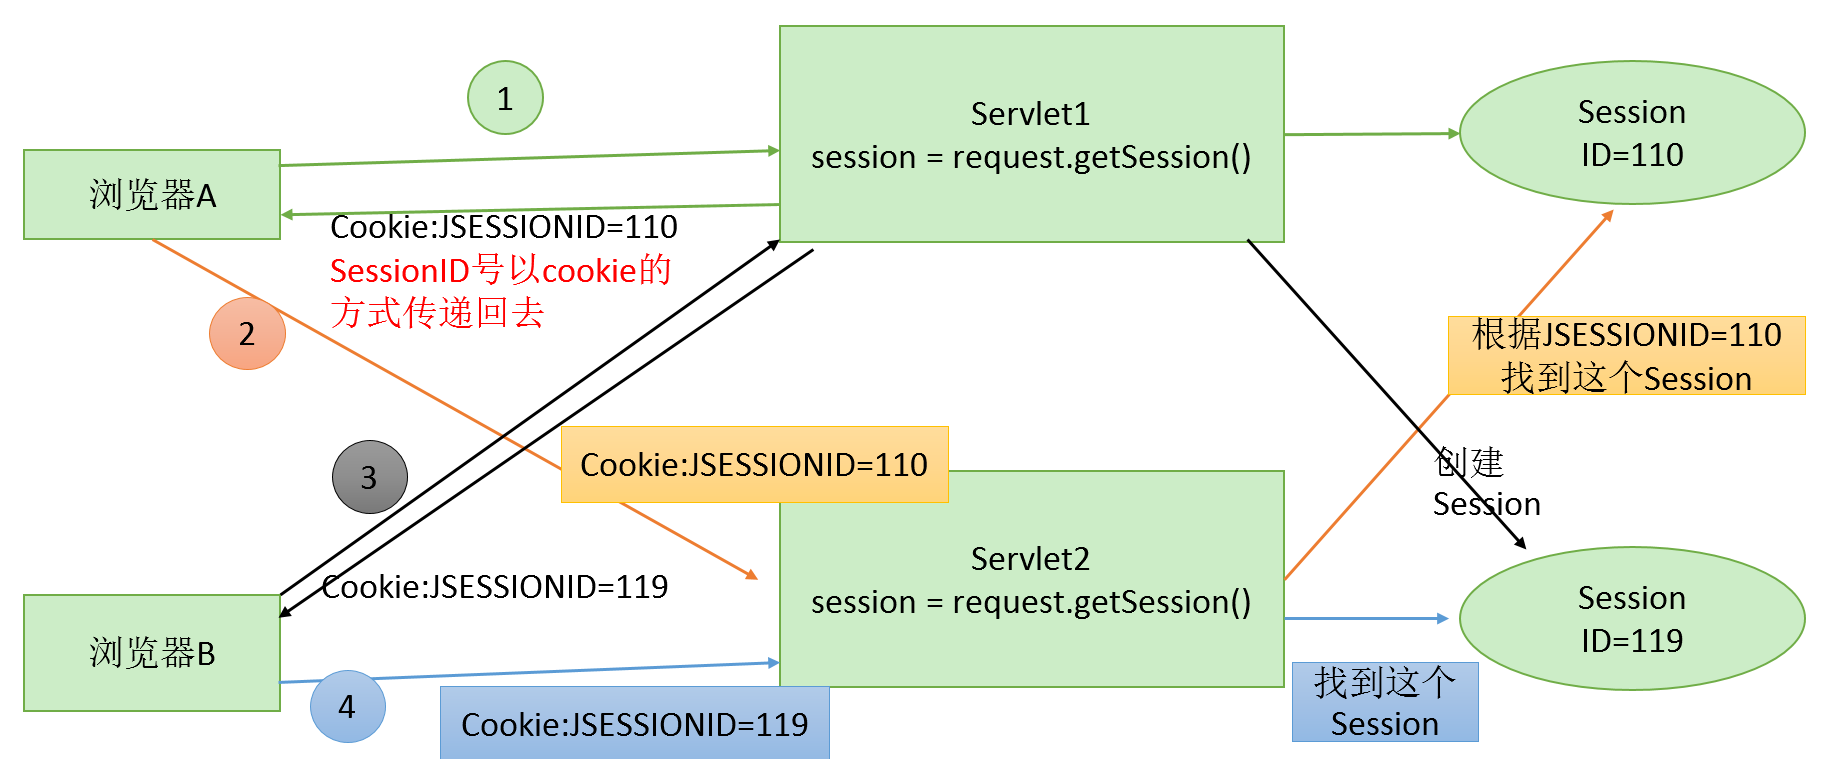 1
Servlet1
session = request.getSession()
Session
ID=110
浏览器A
Cookie:JSESSIONID=110
SessionID号以cookie的
方式传递回去
2
根据JSESSIONID=110
找到这个Session
3
Cookie:JSESSIONID=110
创建
Session
Servlet2
session = request.getSession()
Cookie:JSESSIONID=119
Session
ID=119
浏览器B
4
Cookie:JSESSIONID=119
找到这个
Session